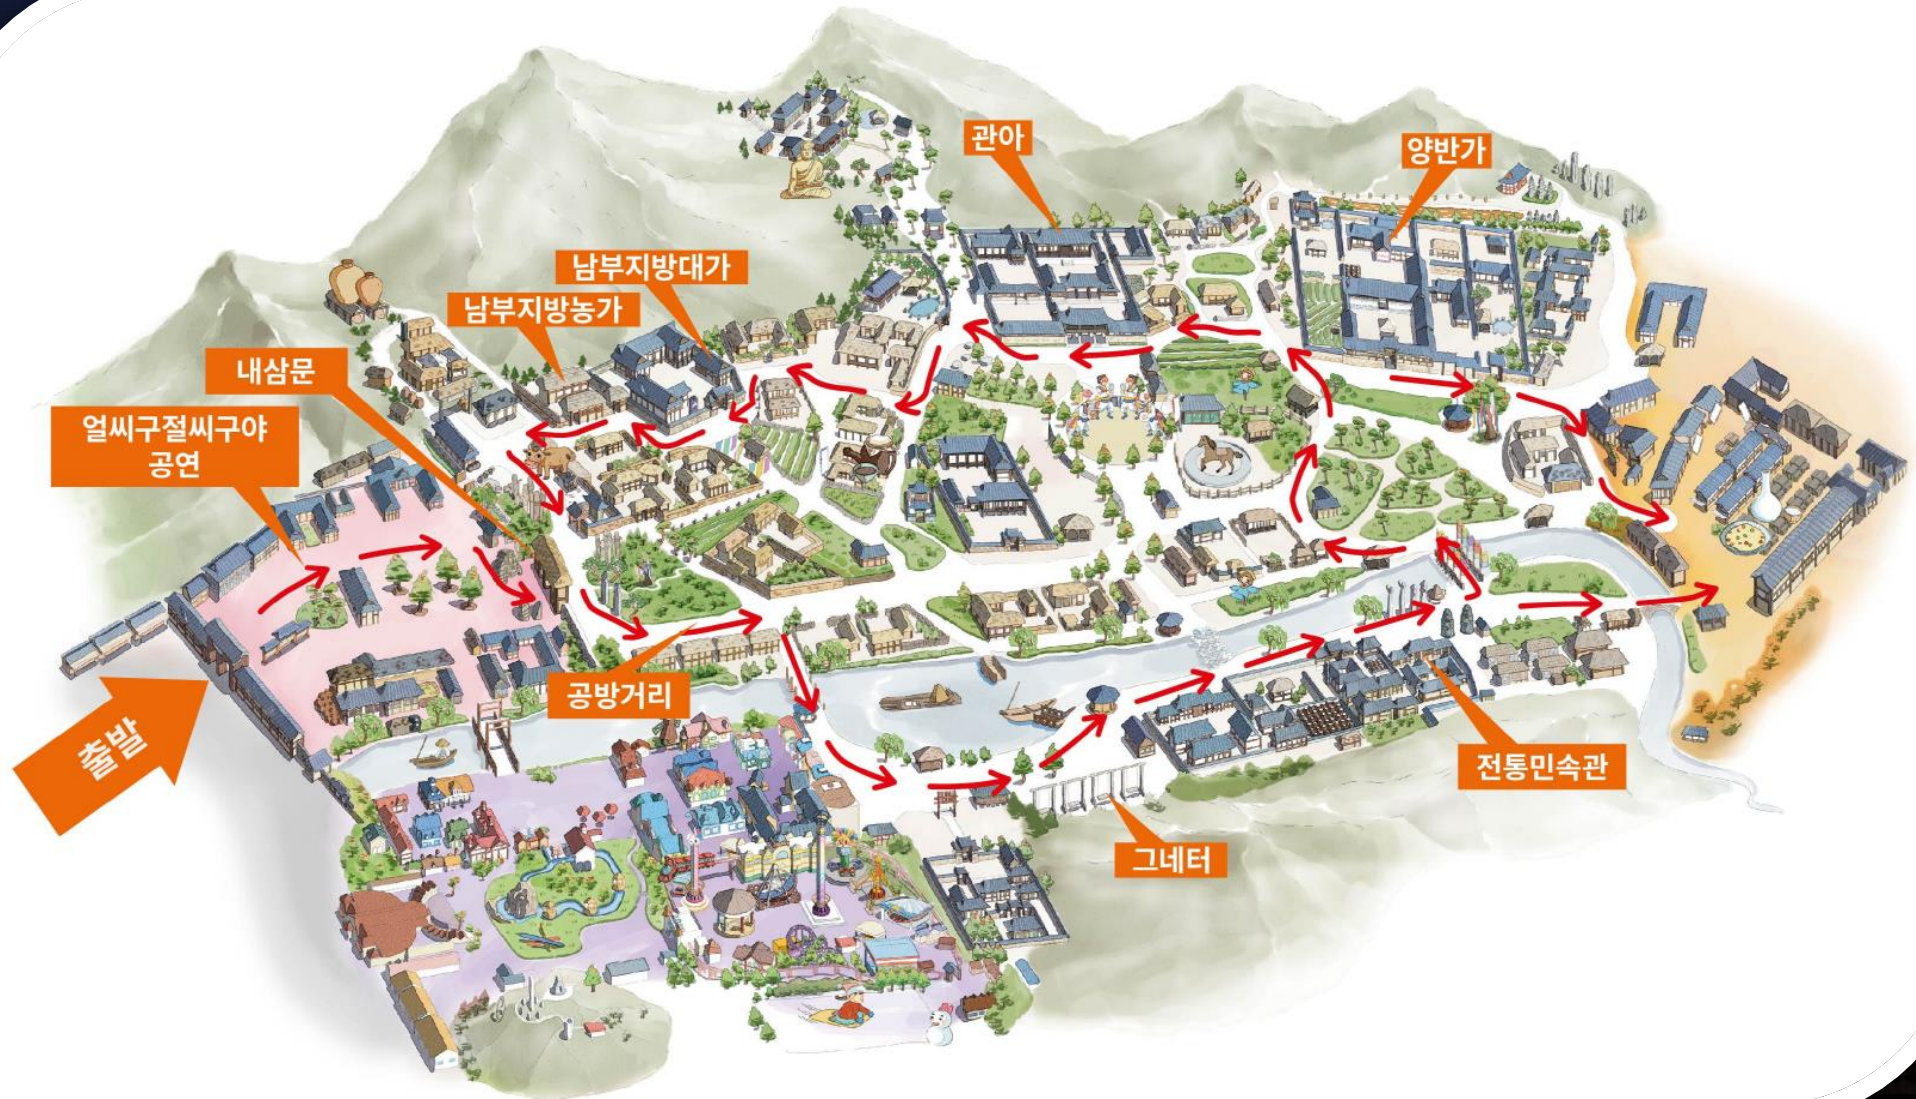 관아
양반가
남부지방대가
남부지방농가
내삼문
얼씨구절씨구야
공연
공방거리
출발
전통민속관
그네터